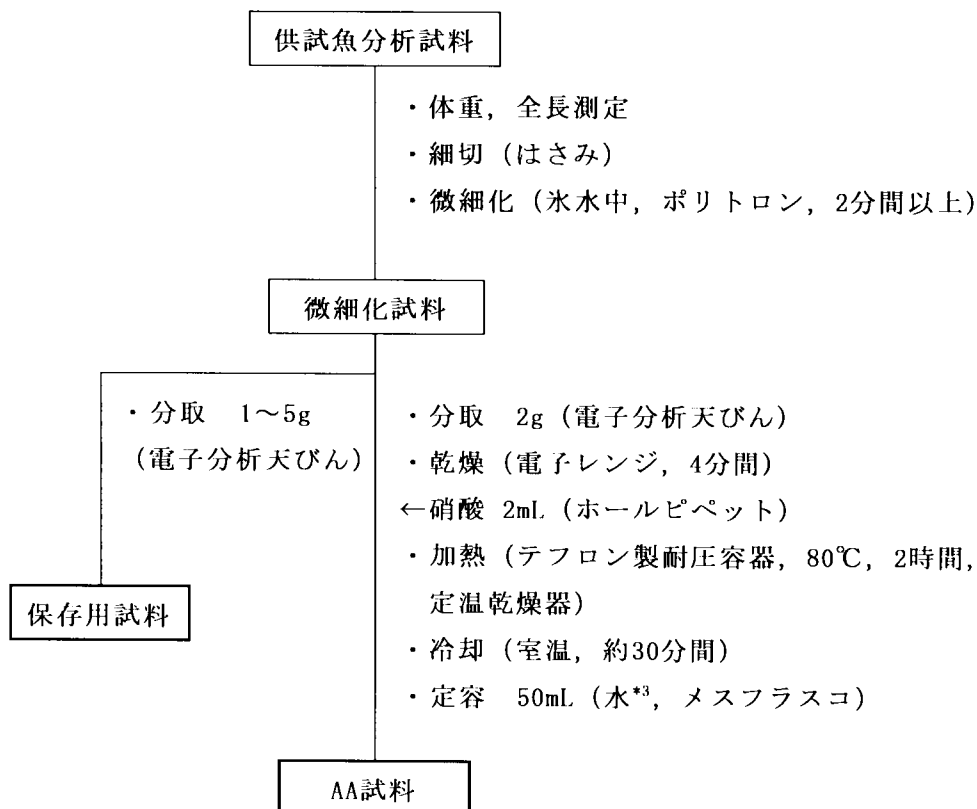 供試魚分析試料
・体重, 全長測定
・細切 (はさみ)
・微細化 (氷水中, ポリトロン, 2分間以上)
微細化試料
・分取 1～5g
(電子分析天びん)
・分取 2g (電子分析天びん)
・乾燥 (電子レンジ, 4分間)
←硝酸 2mL (ホールピペット)
・加熱 (テフロン製耐圧容器, 80℃, 2時間,
定温乾燥器)
・冷却 (室温, 約30分間)
・定容 50mL (水*3, メスフラスコ)
保存用試料
AA試料